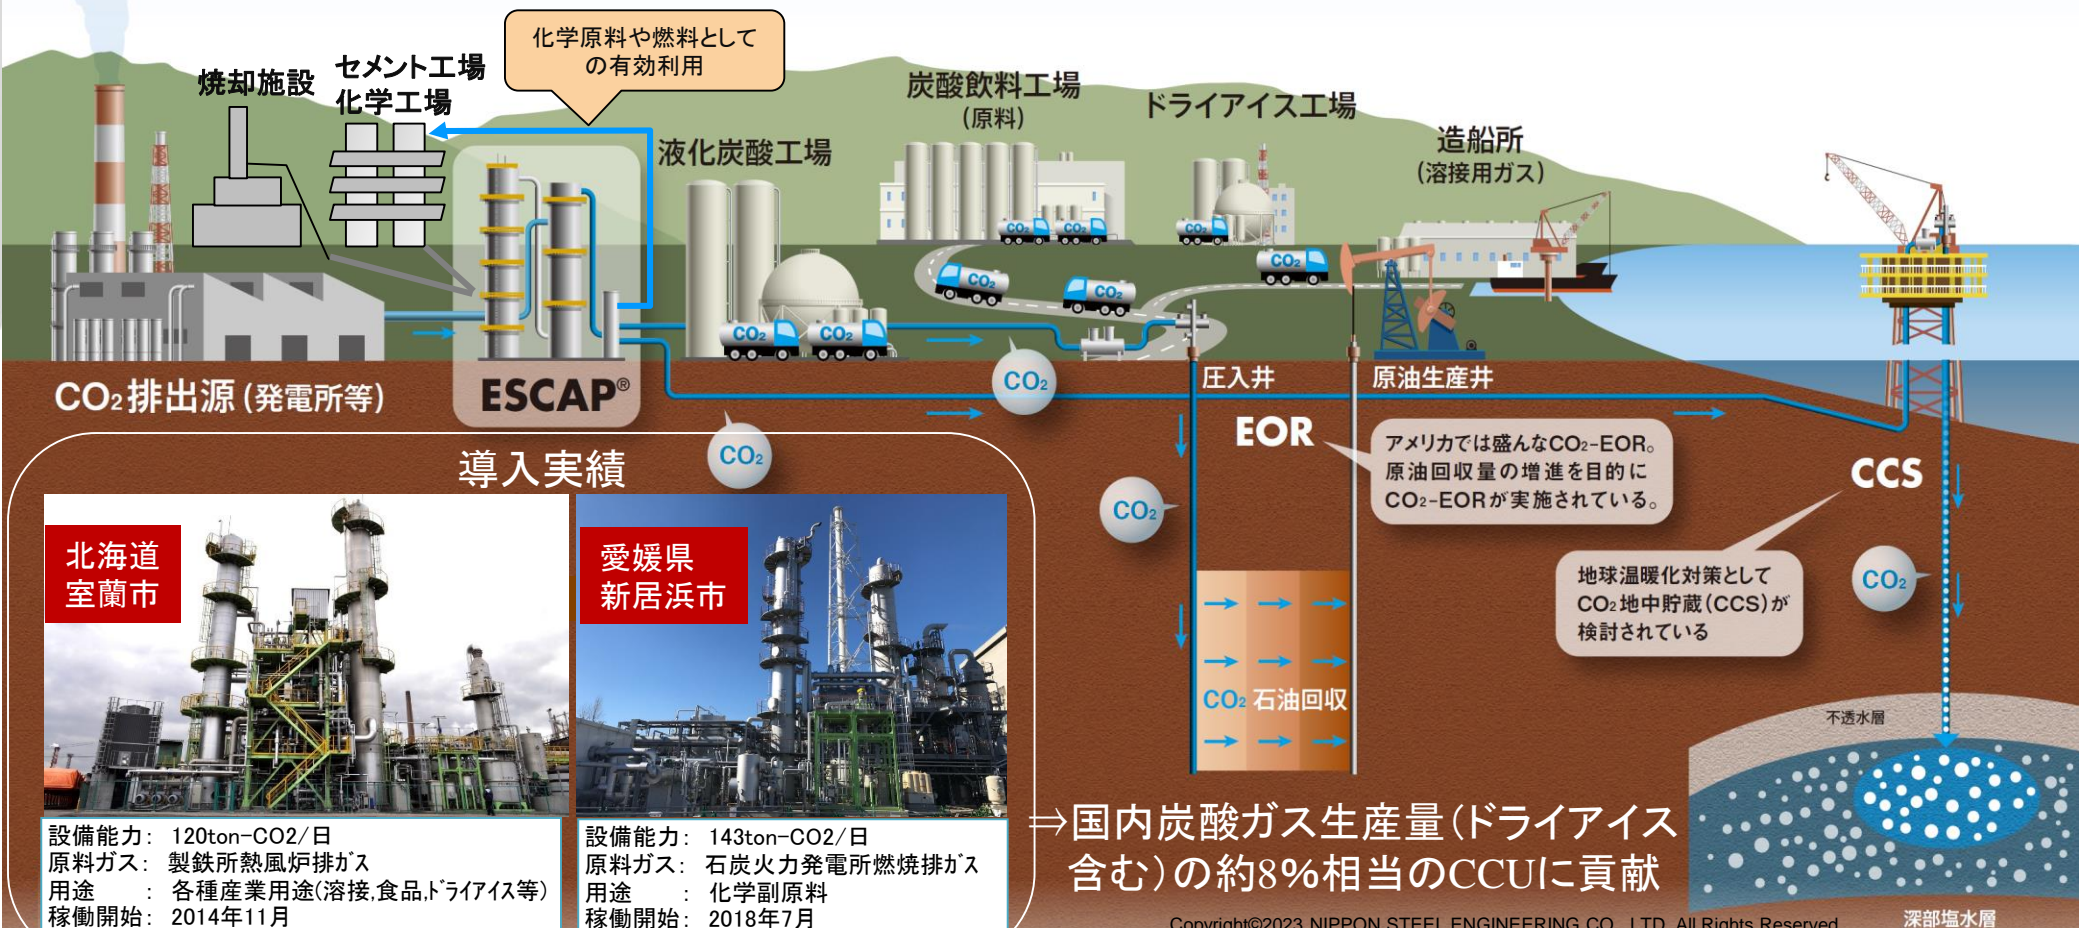 化学原料や燃料として
の有効利用
焼却施設
セメント工場
化学工場
液化炭酸工場
炭酸飲料工場
(原料)
ドライアイス工場
造船所
(溶接用ガス)
CO2
CO2
CO2
CO2
CO2
CO2
CO2
CO2
CO2排出源(発電所等)
ESCAP®
CO2
CO2
圧入井
原油生産井
EOR
アメリカでは盛んなCO2-EOR。
原油回収量の増進を目的に
CO2-EORが実施されている。
CCS
地球温暖化対策として
CO2地中貯蔵(CCS)が
検討されている
CO2
CO2
CO2 石油回収
不透水層
深部塩水層
導入実績
北海道
室蘭市
設備能力: 120ton-CO2/日
原料ガス: 製鉄所熱風炉排ガス
用途 : 各種産業用途(溶接,食品,ドライアイス等)
稼働開始: 2014年11月
愛媛県
新居浜市
設備能力: 143ton-CO2/日
原料ガス: 石炭火力発電所燃焼排ガス
用途 : 化学副原料
稼働開始: 2018年7月
⇒国内炭酸ガス生産量(ドライアイス
含む)の約8%相当のCCUに貢献
Copyright©2023 NIPPON STEEL ENGINEERING CO., LTD. All Rights Reserved.